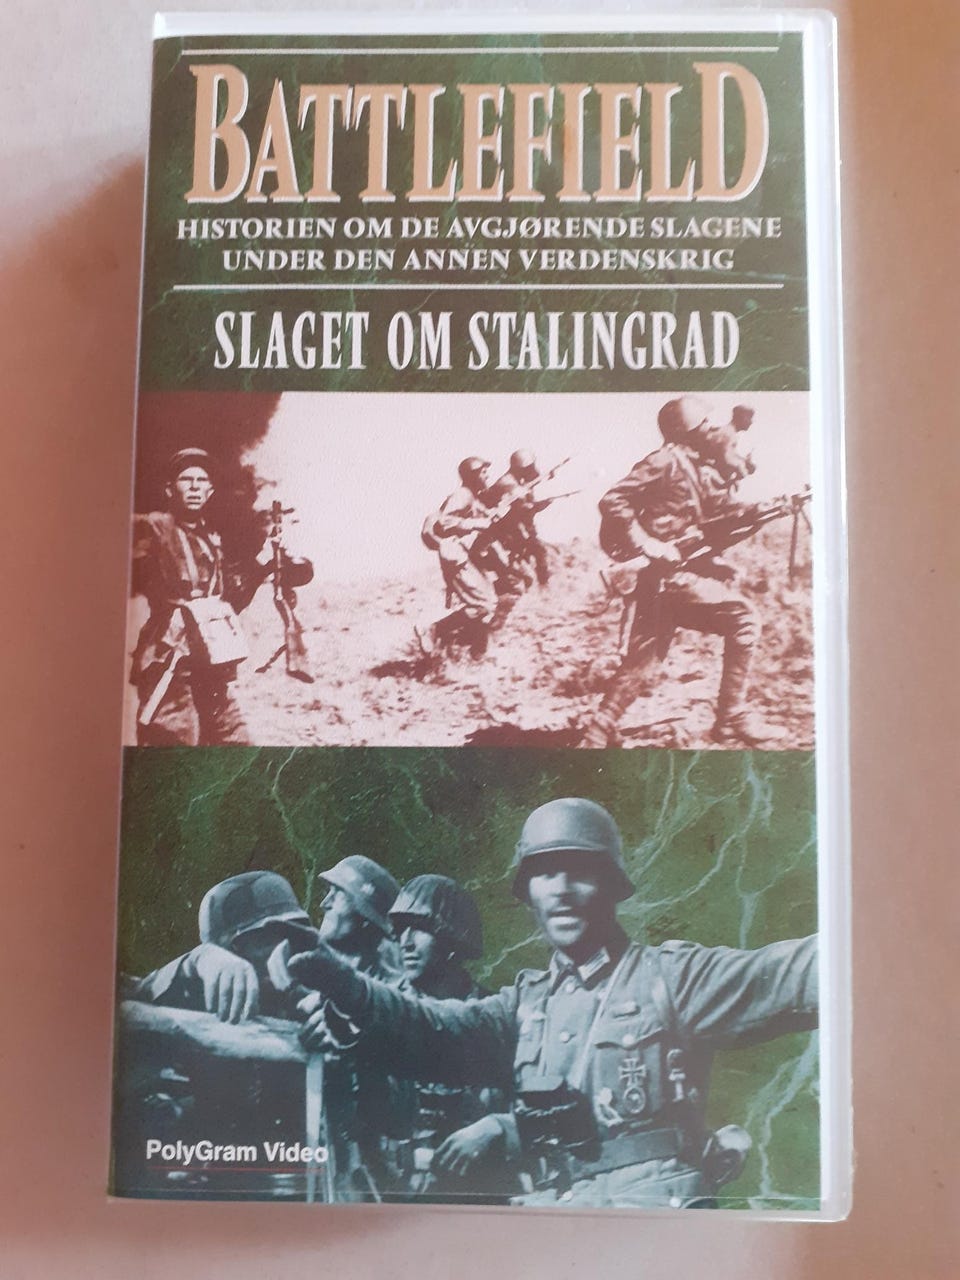 BATTLEFIELD
HISTORIEN OM DE AVGJØRENDE SLAGENE
UNDER DEN ANNEN VERDENSKRIG
SLAGET OM STALINGRAD
PolyGram Video